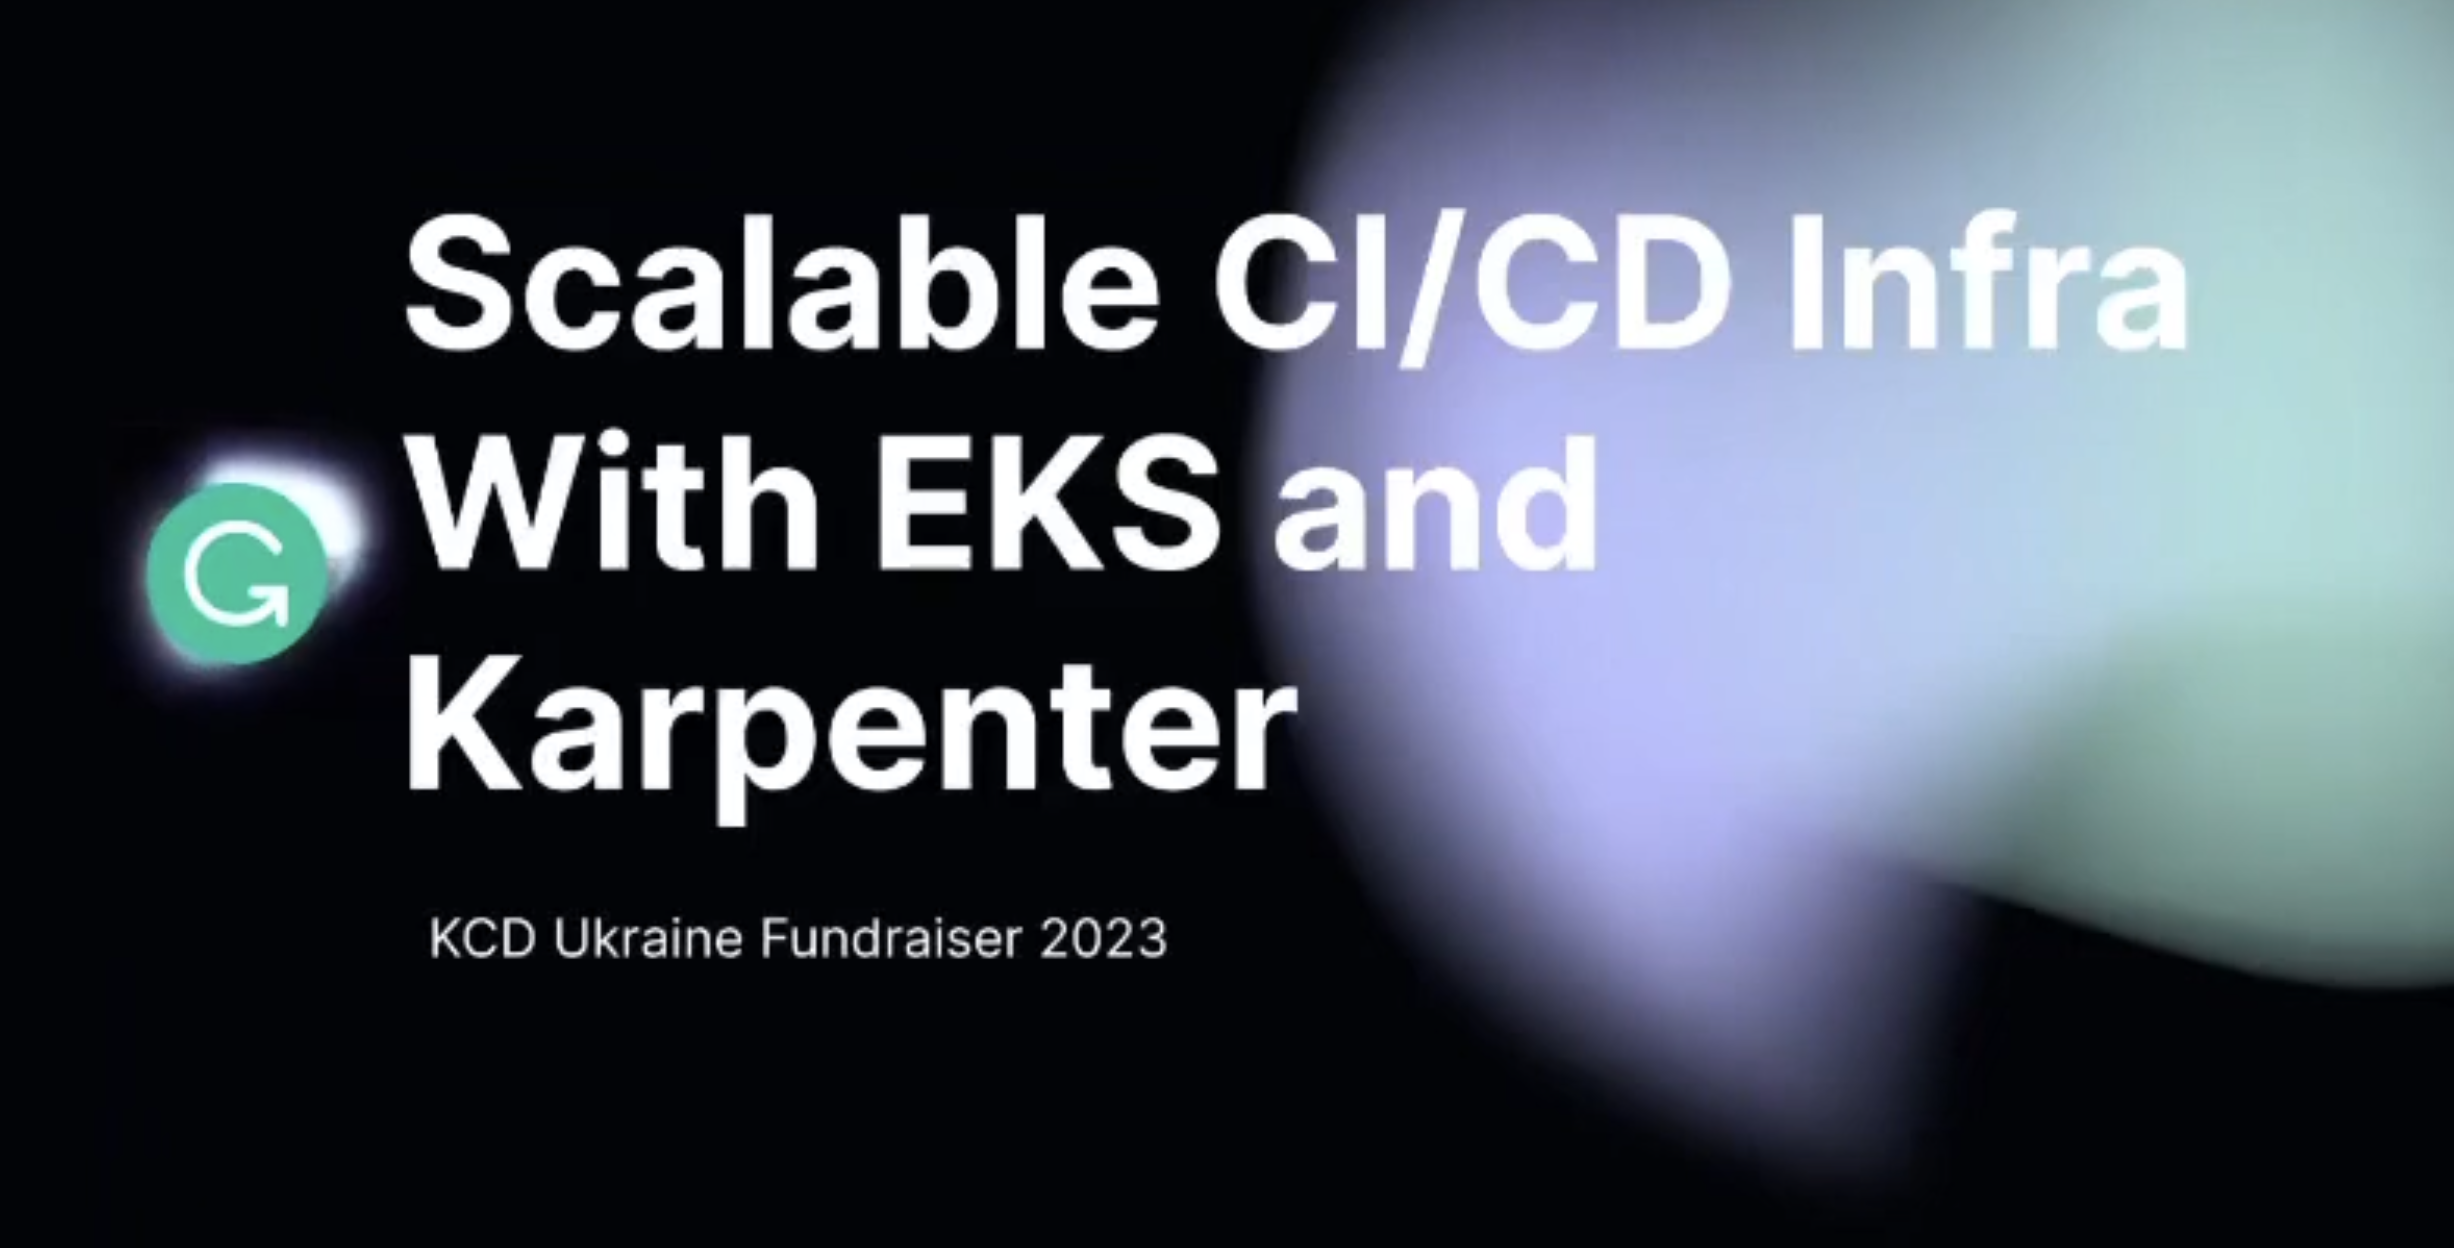 Scalable CI/CD Infra
With EKS and
Karpenter
KCD Ukraine Fundraiser 2023